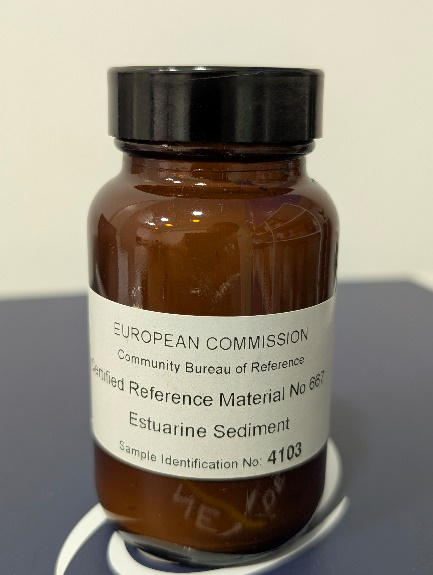 EUROPEAN COMMISSION
Community Bureau of Reference
Certified Reference Material No 667
Estuarine Sediment
Sample Identification No: 4103